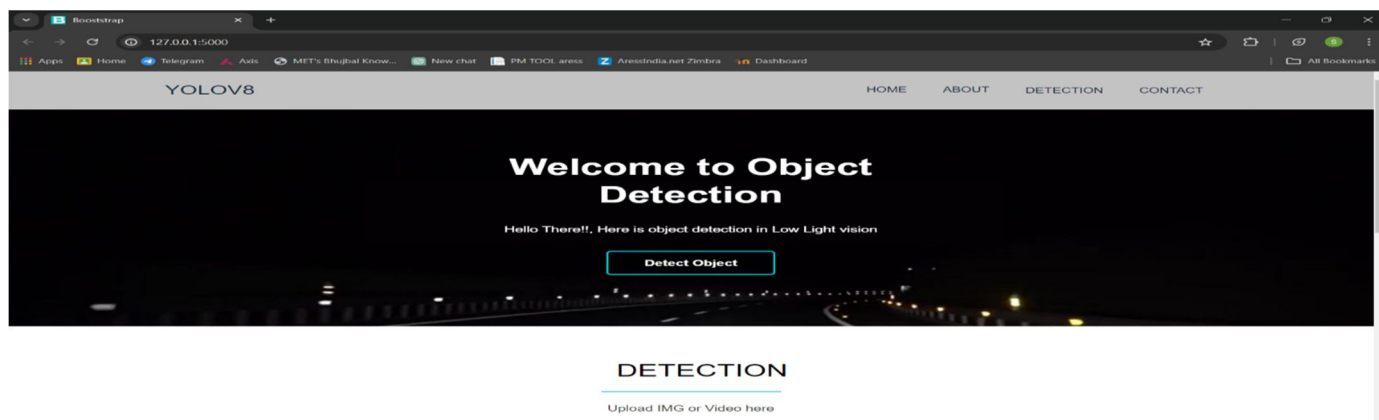 B Booststrap
127.0.0.1:5000
Apps Home Telegram Axis MET's Bhujbal Know... New chat PM TOOL aress Z AressIndia.net Zimbra Dashboard All Bookmarks
YOLOV8 HOME ABOUT DETECTION CONTACT
Welcome to Object
Detection
Hello There!!, Here is object detection in Low Light vision
Detect Object
DETECTION
Upload IMG or Video here